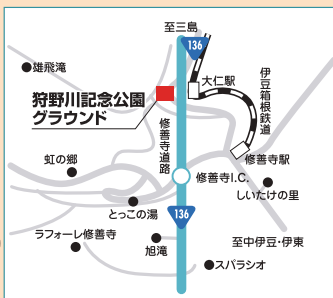 至三島
136
雄飛滝
大仁駅
伊豆箱根鉄道
狩野川記念公園
グラウンド
修善寺道路
虹の郷
修善寺駅
修善寺I.C.
しいたけの里
とっこの湯
136
ラフォーレ修善寺
旭滝
至中伊豆・伊東
スパラシオ